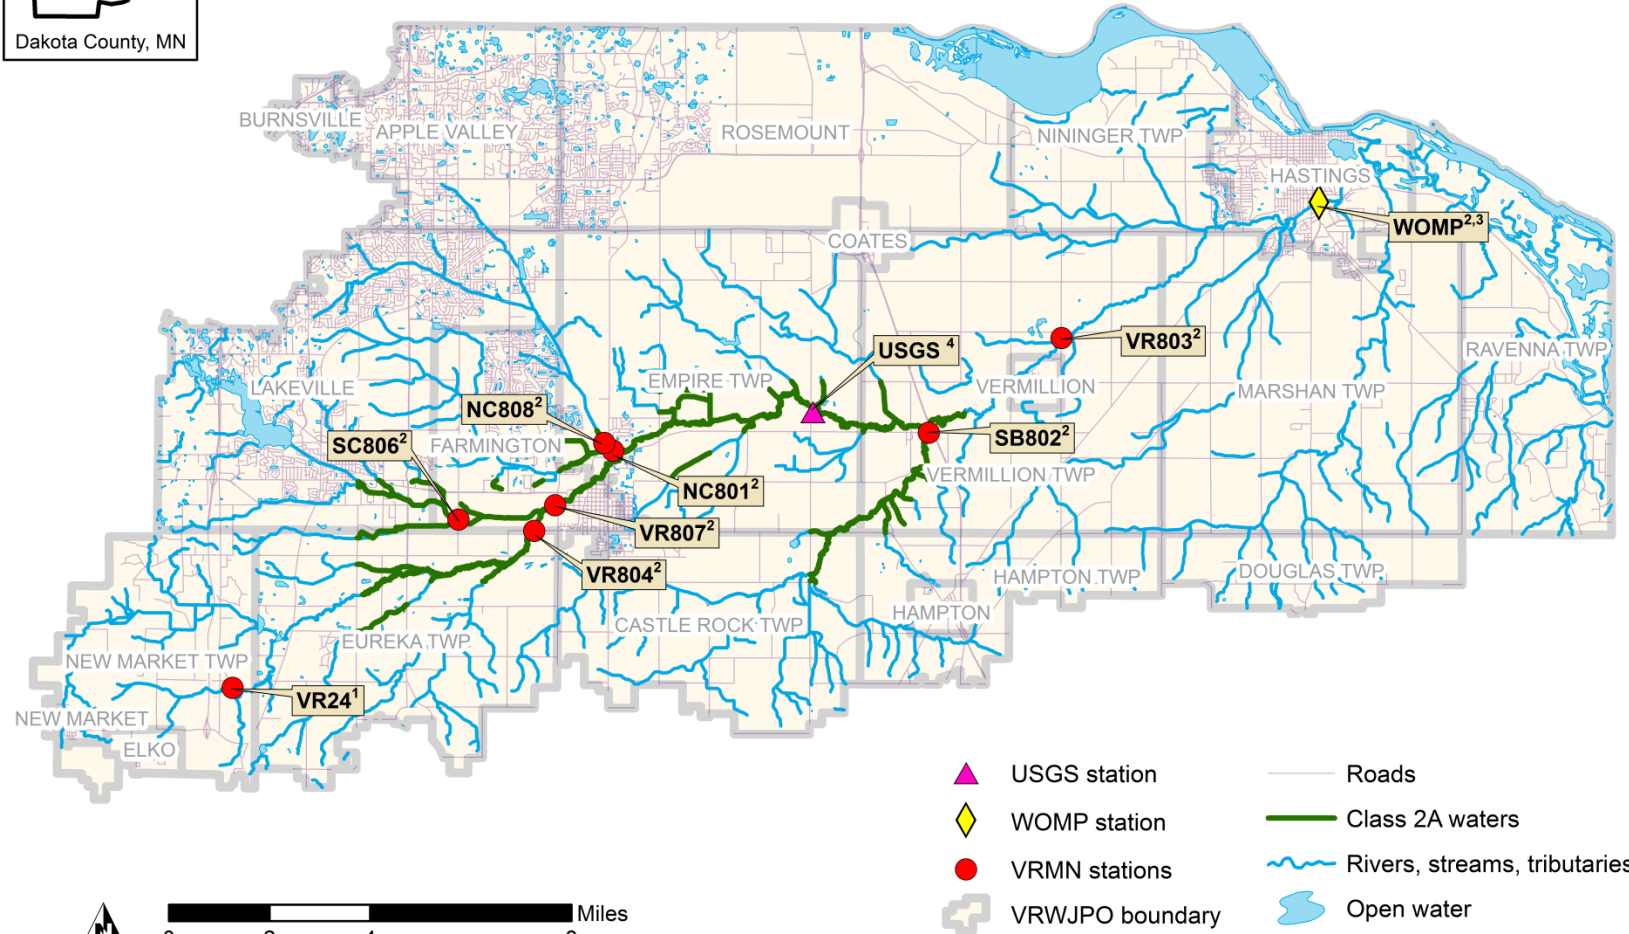 Dakota County, MN
BURNSVILLE
APPLE VALLEY
ROSEMOUNT
NININGER TWP
HASTINGS
WOMP2,3
COATES
USGS 4
VR803²
RAVENNA TWP
LAKEVILLE
EMPIRE TWP
VERMILLION
MARSHAN TWP
NC808²
SC806²
FARMINGTON
SB802²
VERMILLION TWP
NC801²
VR807²
VR804²
HAMPTON TWP
DOUGLAS TWP
HAMPTON
CASTLE ROCK TWP
EUREKA TWP
NEW MARKET TWP
VR24¹
NEW MARKET
ELKO
USGS station
WOMP station
VRMN stations
VRWJPO boundary
Roads
Class 2A waters
Rivers, streams, tributaries
Open water
Miles